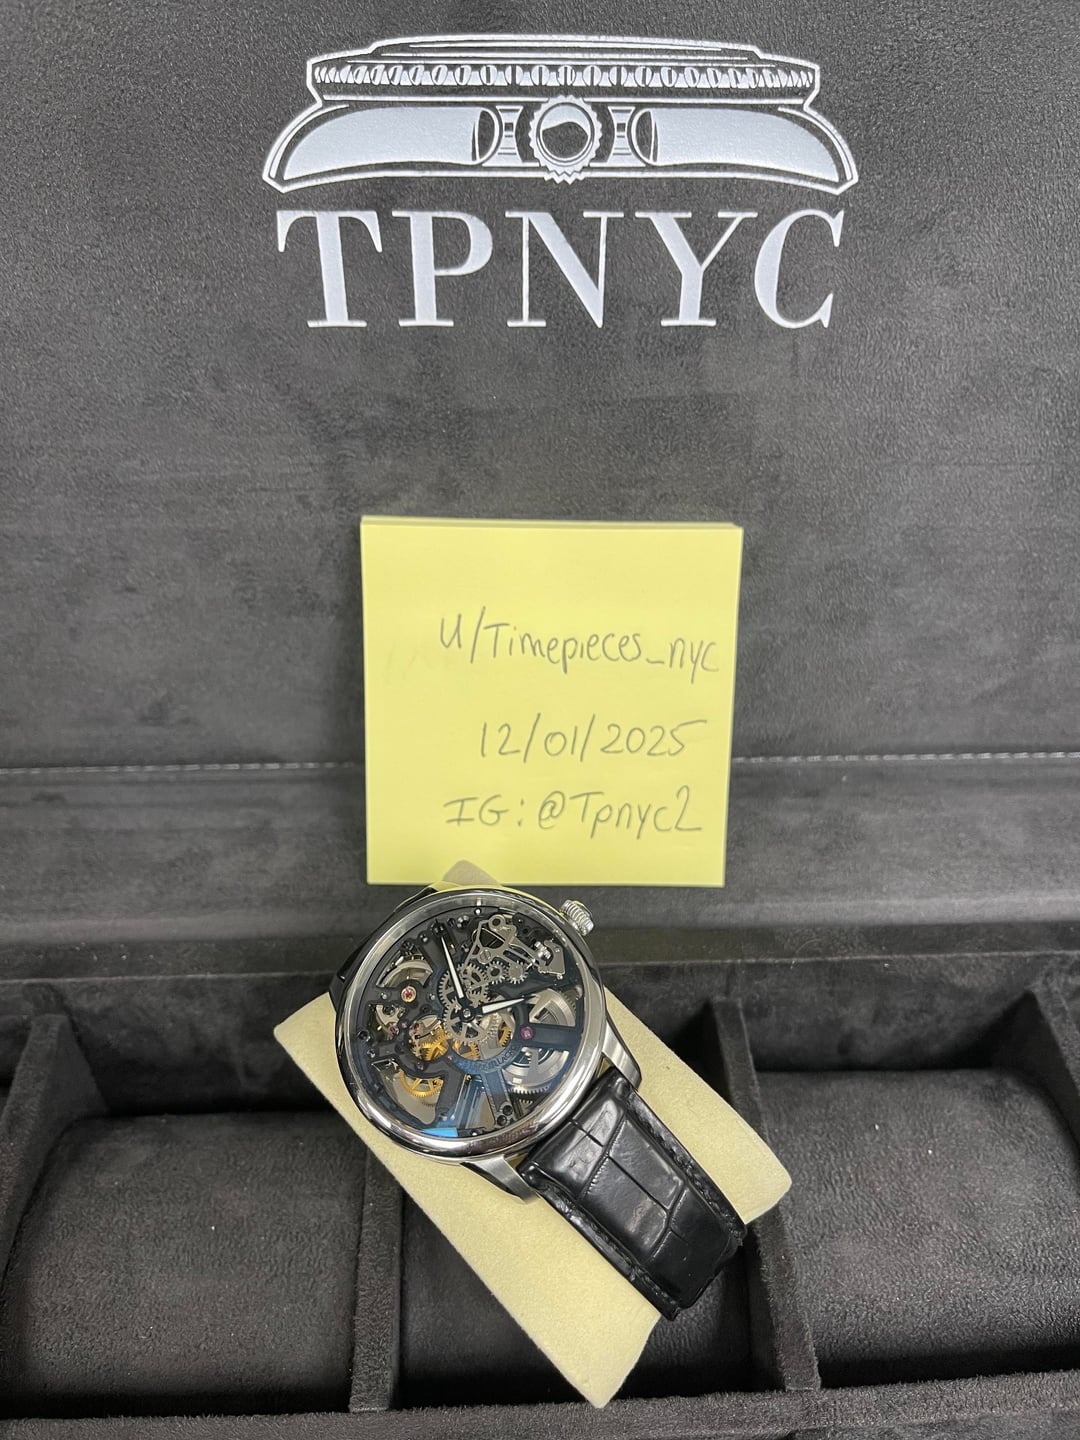 TPNYC
u/Timepieces_nyc
12/01/2025
IG: @Tpnyc2